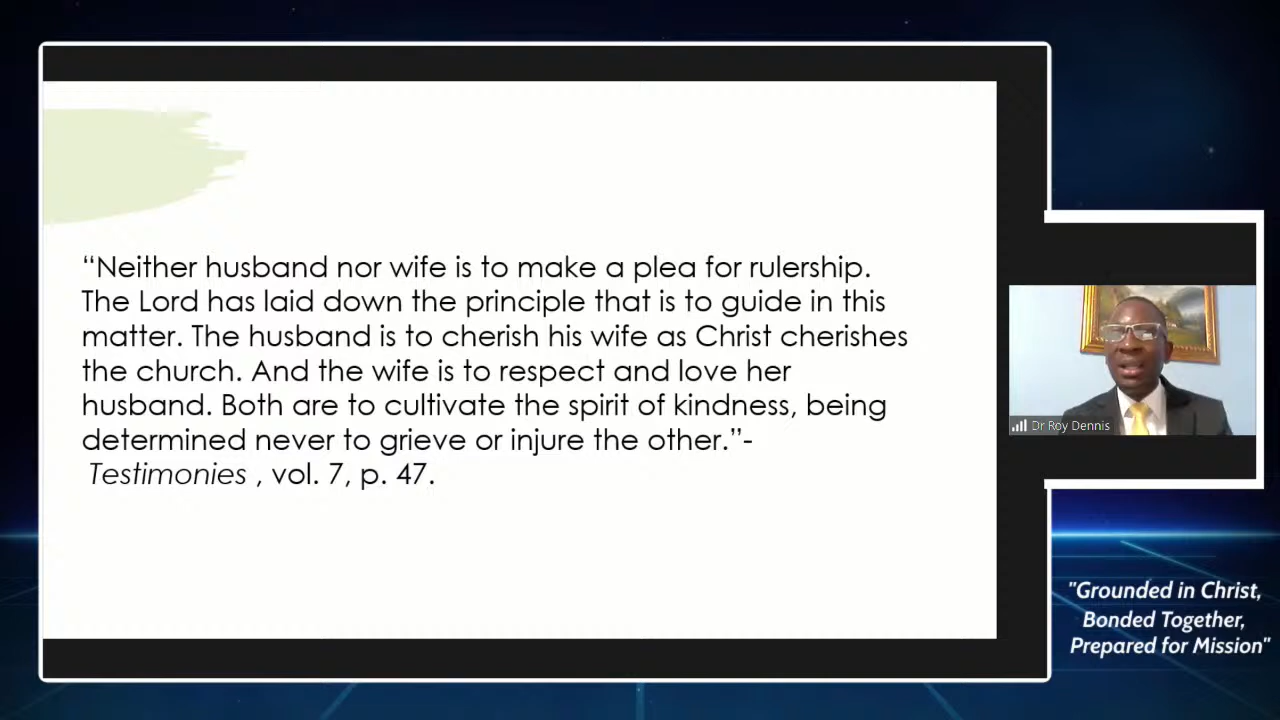 “Neither husband nor wife is to make a plea for rulership.
The Lord has laid down the principle that is to guide in this
matter. The husband is to cherish his wife as Christ cherishes
the church. And the wife is to respect and love her
husband. Both are to cultivate the spirit of kindness, being
determined never to grieve or injure the other.”-
Testimonies , vol. 7, p. 47.
Dr Roy Dennis
"Grounded in Christ,
Bonded Together,
Prepared for Mission"